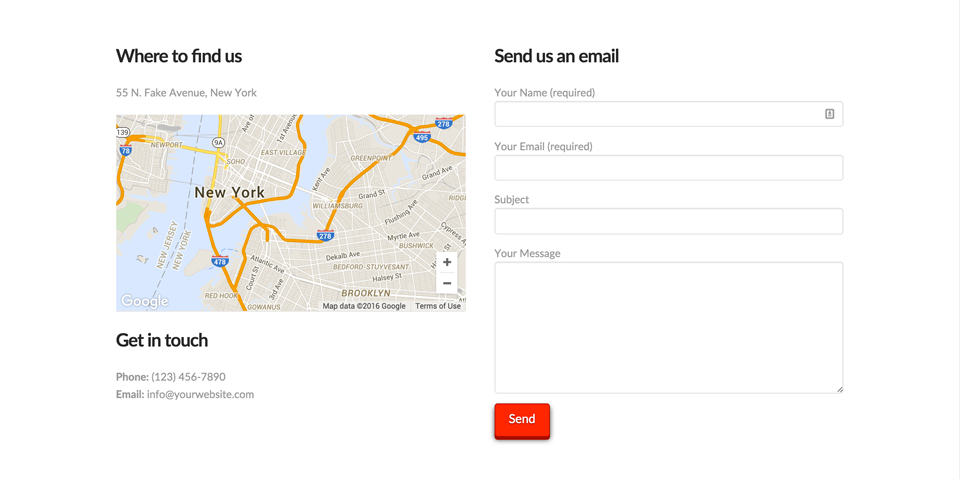 Where to find us
55 N. Fake Avenue, New York
139
78
NEWPORT
9A
1st Avenue
278
495
EAST VILLAGE
SOHO
GREENPOINT
Kent Ave
Grand Ave
New York
Grand St
WILLIAMSBURG
Flushing Ave
278
NEW JERSEY
NEW YORK
Myrtle Ave
BUSHWICK
478
Atlantic Ave
Dekalb Ave
BEDFORD-STUYVESANT
Court St
3rd Ave
Halsey St
RED HOOK
BROOKLYN
GOWANUS
Google
Map data ©2016 Google
Terms of Use
+
−
Get in touch
Phone: (123) 456-7890
Email: info@yourwebsite.com
Send us an email
Your Name (required)
Your Email (required)
Subject
Your Message
Send